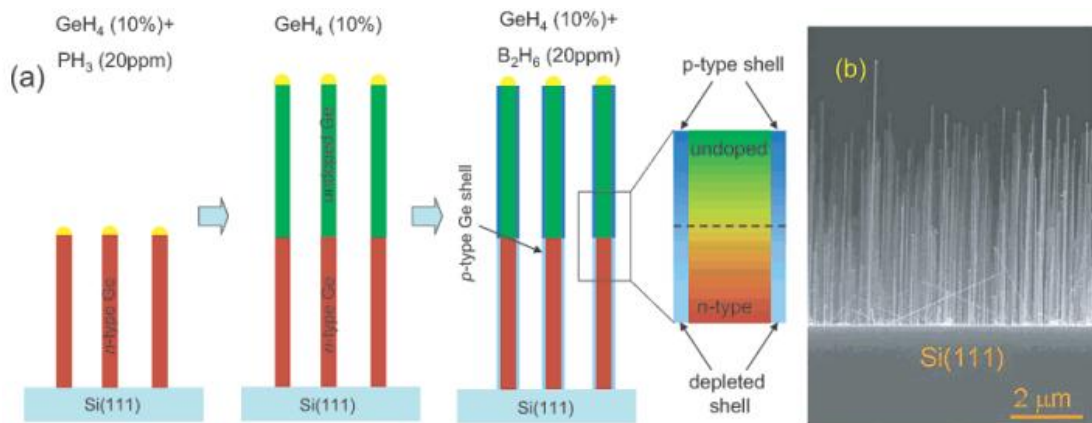 GeH₄ (10%)+
PH₃ (20ppm)
GeH₄ (10%)
GeH₄ (10%)+
B₂H₆ (20ppm)
(a)
n-type Ge
Si(111)
undoped Ge
n-type Ge
Si(111)
p-type Ge shell
Si(111)
p-type shell
undoped
n-type
depleted
shell
(b)
Si(111)
2 µm